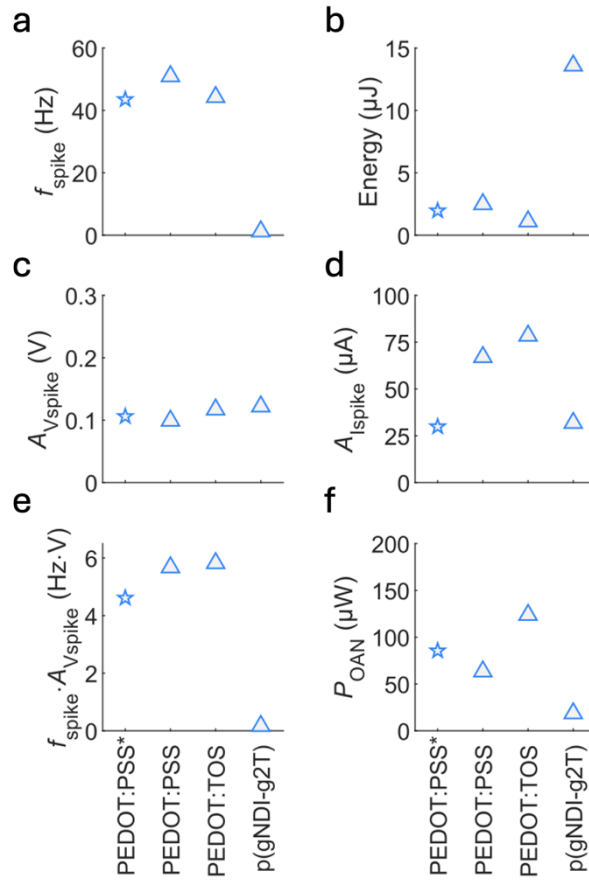 a
60
40
20
0
f_spike (Hz)
b
15
10
5
0
Energy (µJ)
c
0.3
0.2
0.1
0
A_Vspike (V)
d
100
75
50
25
0
A_Ispike (µA)
e
6
4
2
0
f_spike·A_Vspike (Hz·V)
PEDOT:PSS*
PEDOT:PSS
PEDOT:TOS
p(gNDI-g2T)
f
200
150
100
50
0
P_OAN (µW)
PEDOT:PSS*
PEDOT:PSS
PEDOT:TOS
p(gNDI-g2T)